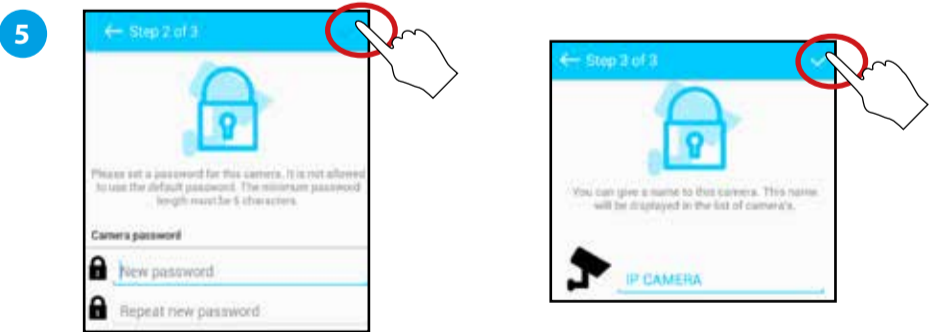 5
← Step 2 of 3
Please set a password for this camera. It is not allowed
to use the default password. The minimum password
length must be 6 characters.
Camera password
New password
Repeat new password
← Step 3 of 3
You can give a name to this camera. This name
will be displayed in the list of camera's.
IP CAMERA